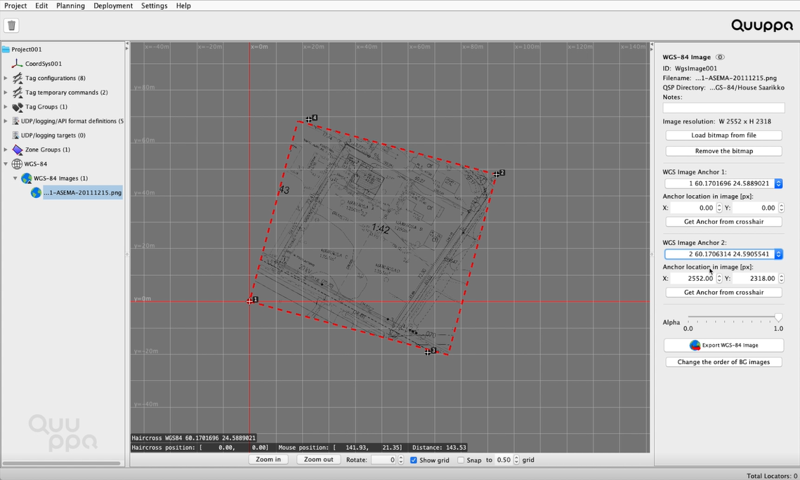 Project Edit Planning Deployment Settings Help
Quuppa
Project001
CoordSys001
Tag configurations (8)
Tag temporary commands (2)
Tag Groups (1)
UDP/logging/API format definitions (5
UDP/logging targets (0)
Zone Groups (1)
WGS-84
WGS-84 Images (1)
...1-ASEMA-20111215.png
x=-40m x=-20m x=0m x=20m x=40m x=60m x=80m x=100m x=120m x=140m
y=80m
y=60m
y=40m
y=20m
y=0m
y=-20m
y=-40m
4
2
43
1:42
1
3
Haircross WGS84 60.1701696 24.5889021
Haircross position: [ 0.00, 0.00] Mouse position: [ 141.93, 21.35] Distance: 143.53
Zoom in Zoom out Rotate: 0 Show grid Snap to 0.50 grid
WGS-84 Image
ID: WgsImage001
Filename: ...1-ASEMA-20111215.png
QSP Directory: ...GS-84/House Saarikko
Notes:
Image resolution: W 2552 x H 2318
Load bitmap from file
Remove the bitmap
WGS Image Anchor 1:
1 60.1701696 24.5889021
Anchor location in image [px]:
X: 0.00 Y: 0.00
Get Anchor from crosshair
WGS Image Anchor 2:
2 60.1706314 24.5905541
Anchor location in image [px]:
X: 2552.00 Y: 2318.00
Get Anchor from crosshair
Alpha
0.0 1.0
Export WGS-84 image
Change the order of BG images
Quuppa
Total Locators: 0